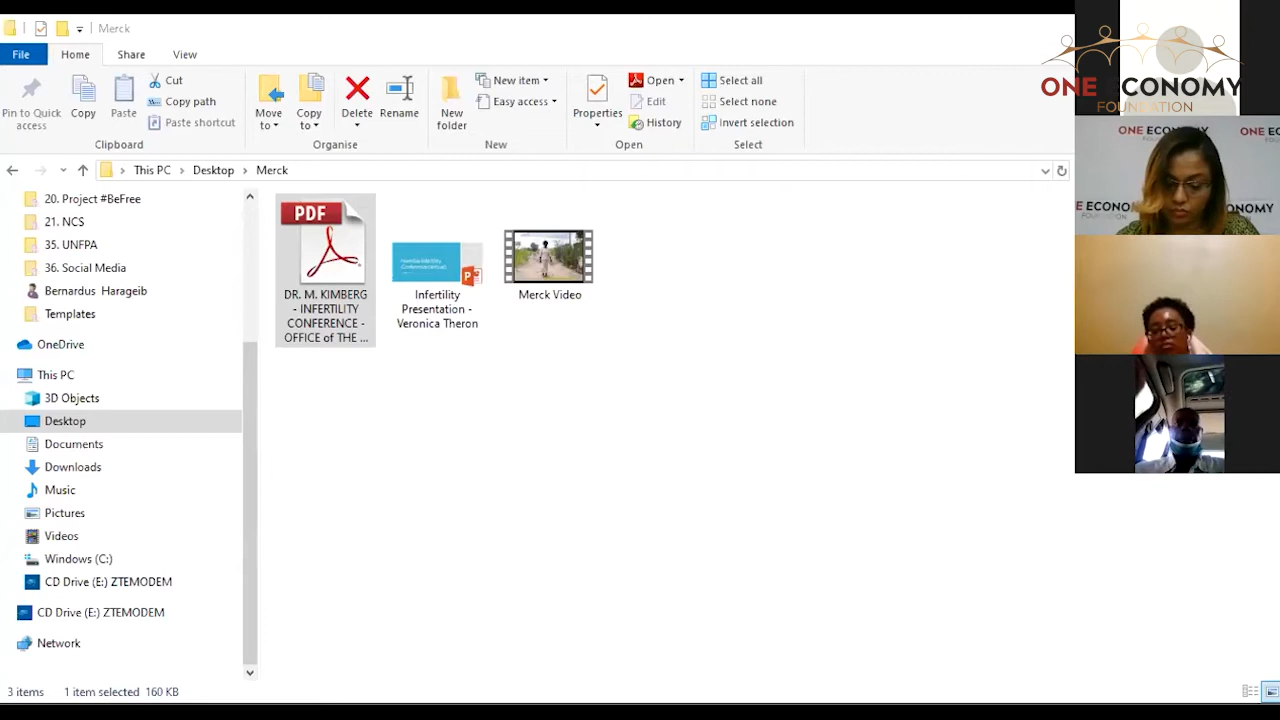 Merck
File
Home
Share
View
Pin to Quick
access
Copy
Paste
Cut
Copy path
Paste shortcut
Clipboard
Move
to
Copy
to
Delete
Rename
Organise
New
folder
New item
Easy access
New
Properties
Open
Edit
History
Open
Select all
Select none
Invert selection
Select
This PC > Desktop > Merck
20. Project #BeFree
21. NCS
35. UNFPA
36. Social Media
Bernardus Harageib
Templates
OneDrive
This PC
3D Objects
Desktop
Documents
Downloads
Music
Pictures
Videos
Windows (C:)
CD Drive (E:) ZTEMODEM
CD Drive (E:) ZTEMODEM
Network
PDF
DR. M. KIMBERG
- INFERTILITY
CONFERENCE -
OFFICE of THE ...
Infertility
Presentation -
Veronica Theron
Merck Video
3 items
1 item selected 160 KB
ONE ECONOMY
FOUNDATION
ONE ECONOMY